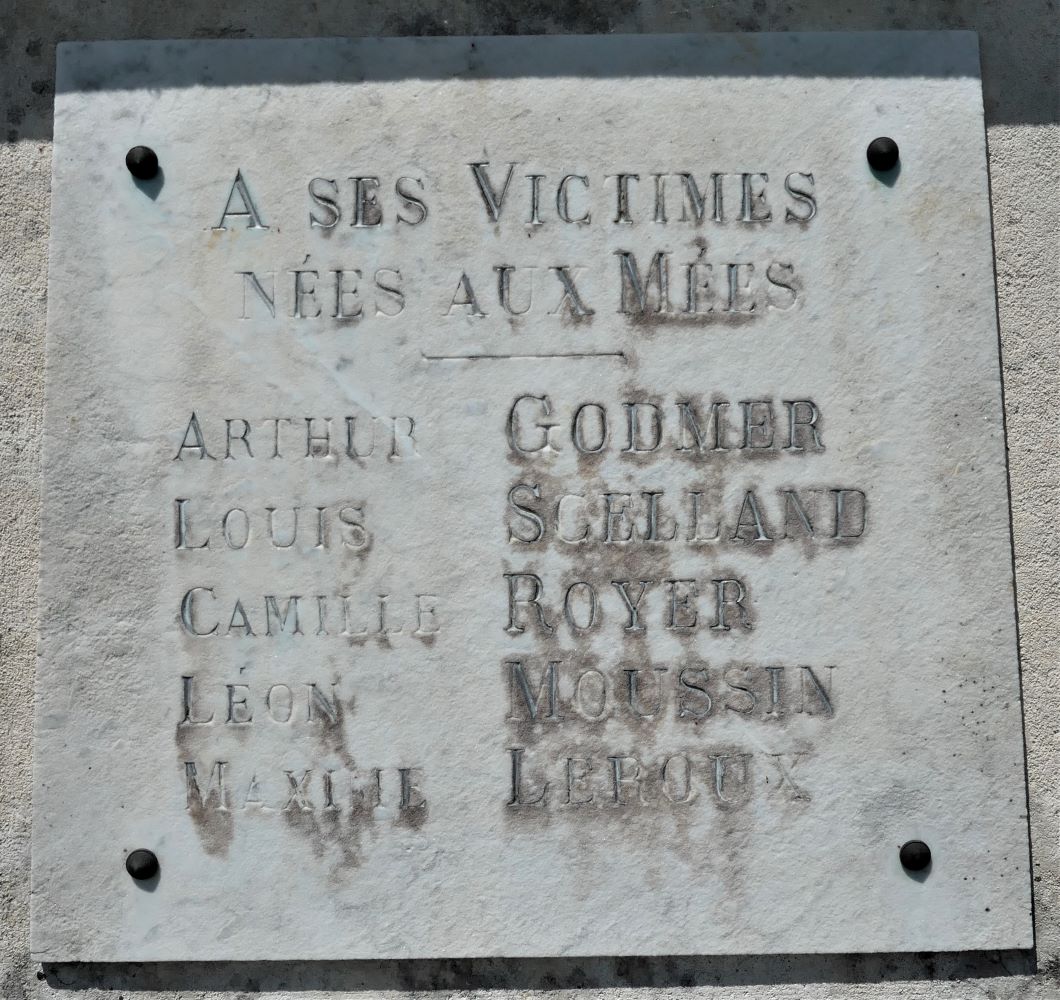 A SES VICTIMES
NÉES AUX MÉES
ARTHUR GODMER
LOUIS SCELLAND
CAMILLE ROYER
LÉON MOUSSIN
MAXIME LEROUX